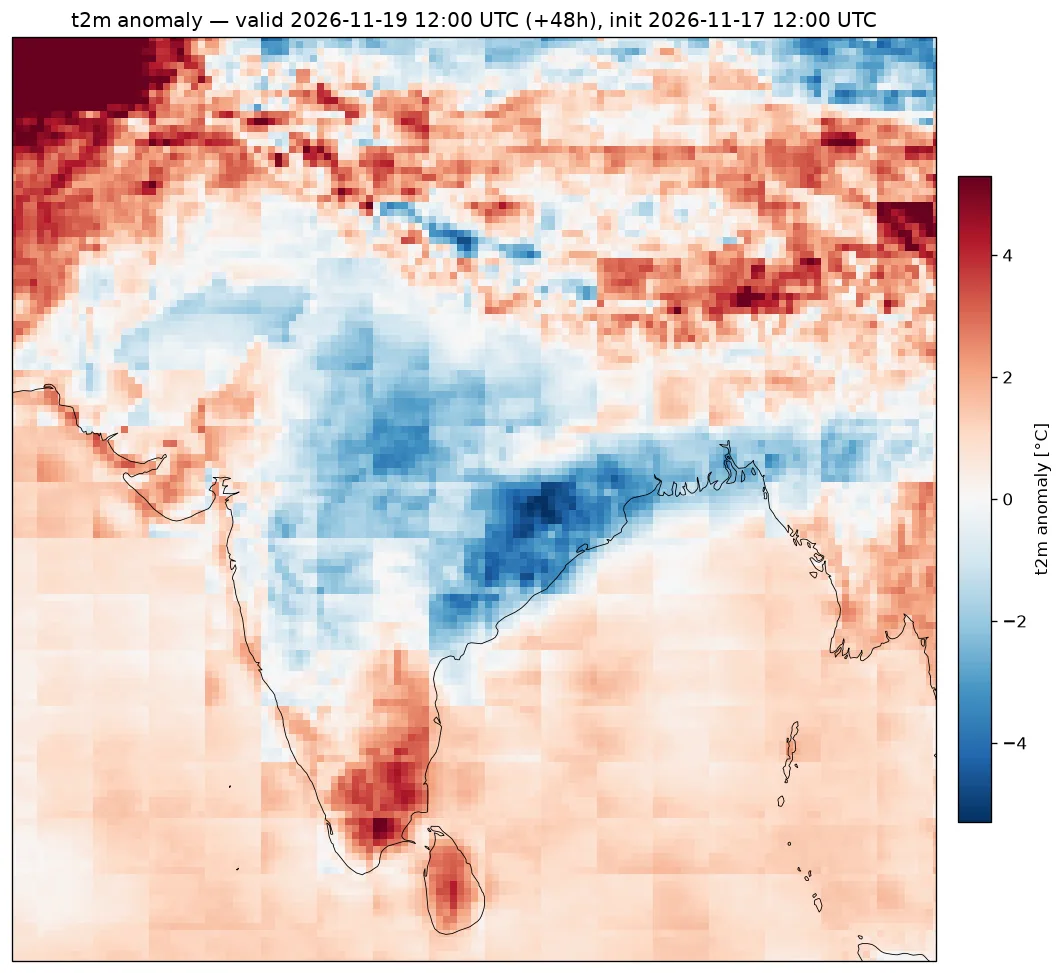 t2m anomaly — valid 2026-11-19 12:00 UTC (+48h), init 2026-11-17 12:00 UTC
4
2
0
−2
−4
t2m anomaly [°C]